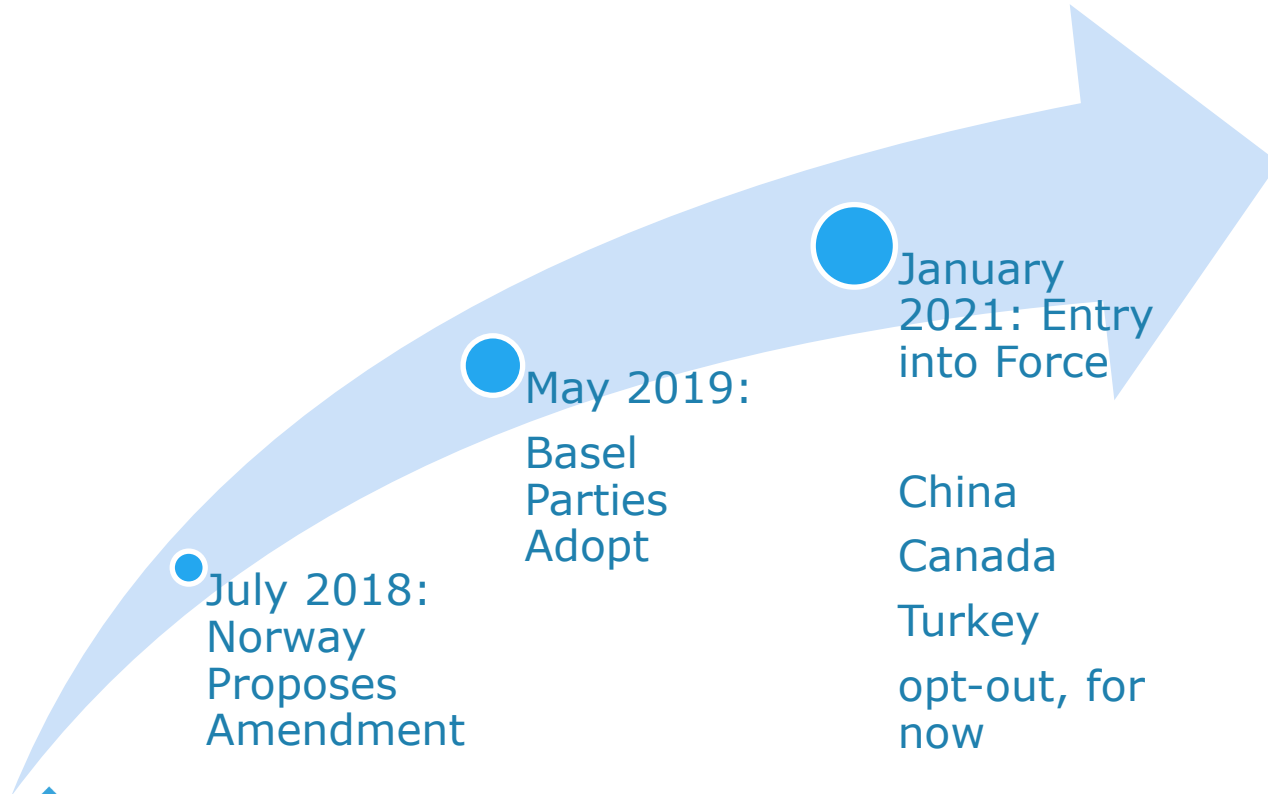 July 2018:
Norway
Proposes
Amendment
May 2019:
Basel
Parties
Adopt
January
2021: Entry
into Force
China
Canada
Turkey
opt-out, for
now